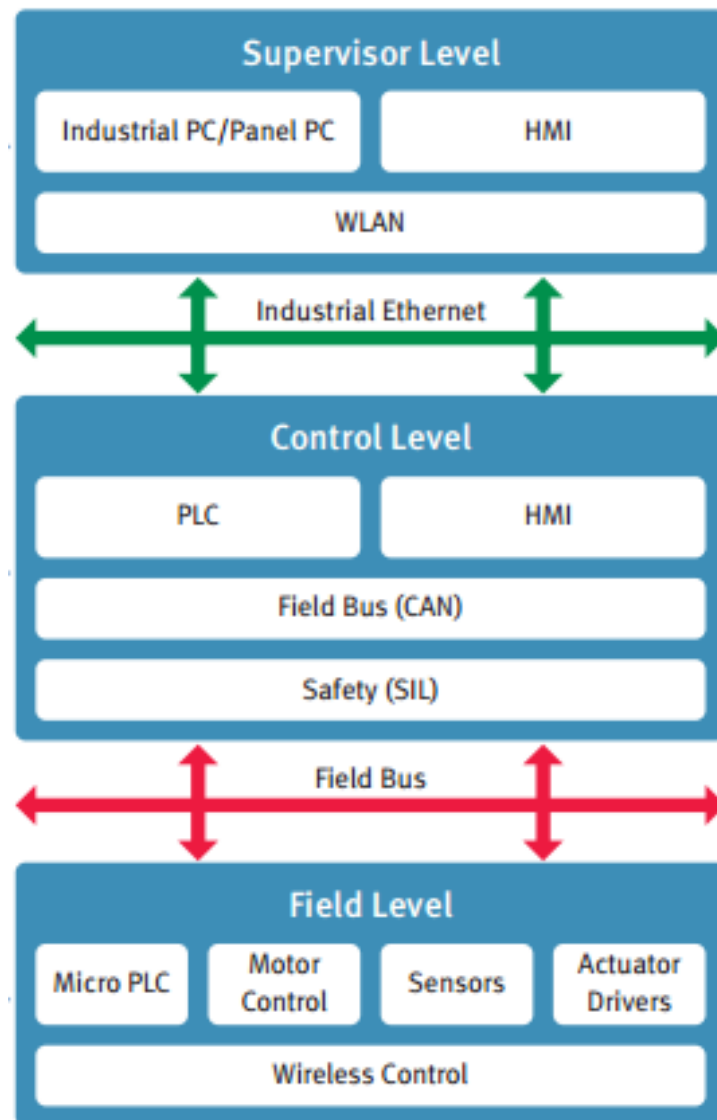 Supervisor Level
Industrial PC/Panel PC
HMI
WLAN
Industrial Ethernet
Control Level
PLC
HMI
Field Bus (CAN)
Safety (SIL)
Field Bus
Field Level
Micro PLC
Motor
Control
Sensors
Actuator
Drivers
Wireless Control